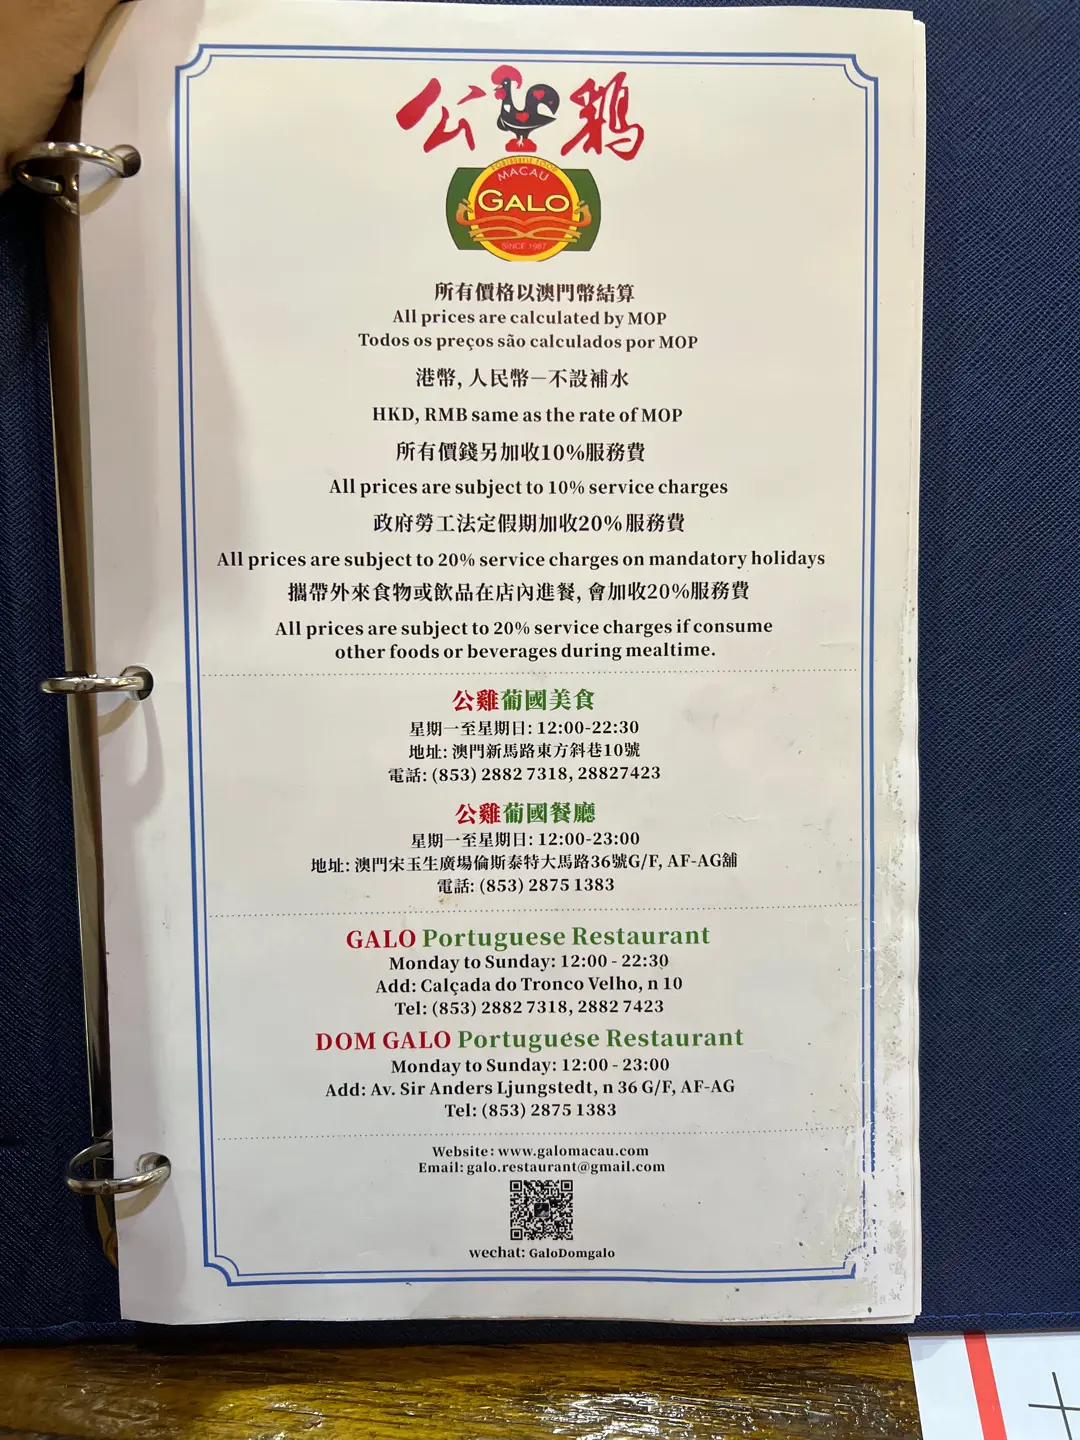 公雞
PORTUGUESE FOOD
MACAU
GALO
SINCE 1987
所有價格以澳門幣結算
All prices are calculated by MOP
Todos os preços são calculados por MOP
港幣, 人民幣一不設補水
HKD, RMB same as the rate of MOP
所有價錢另加收10%服務費
All prices are subject to 10% service charges
政府勞工法定假期加收20%服務費
All prices are subject to 20% service charges on mandatory holidays
攜帶外來食物或飲品在店內進餐, 會加收20%服務費
All prices are subject to 20% service charges if consume
other foods or beverages during mealtime.
公雞葡國美食
星期一至星期日: 12:00-22:30
地址: 澳門新馬路東方斜巷10號
電話: (853) 2882 7318, 28827423
公雞葡國餐廳
星期一至星期日: 12:00-23:00
地址: 澳門宋玉生廣場倫斯泰特大馬路36號G/F, AF-AG舖
電話: (853) 2875 1383
GALO Portuguese Restaurant
Monday to Sunday: 12:00 - 22:30
Add: Calçada do Tronco Velho, n 10
Tel: (853) 2882 7318, 2882 7423
DOM GALO Portuguese Restaurant
Monday to Sunday: 12:00 - 23:00
Add: Av. Sir Anders Ljungstedt, n 36 G/F, AF-AG
Tel: (853) 2875 1383
Website: www.galomacau.com
Email: galo.restaurant@gmail.com
wechat: GaloDomgalo